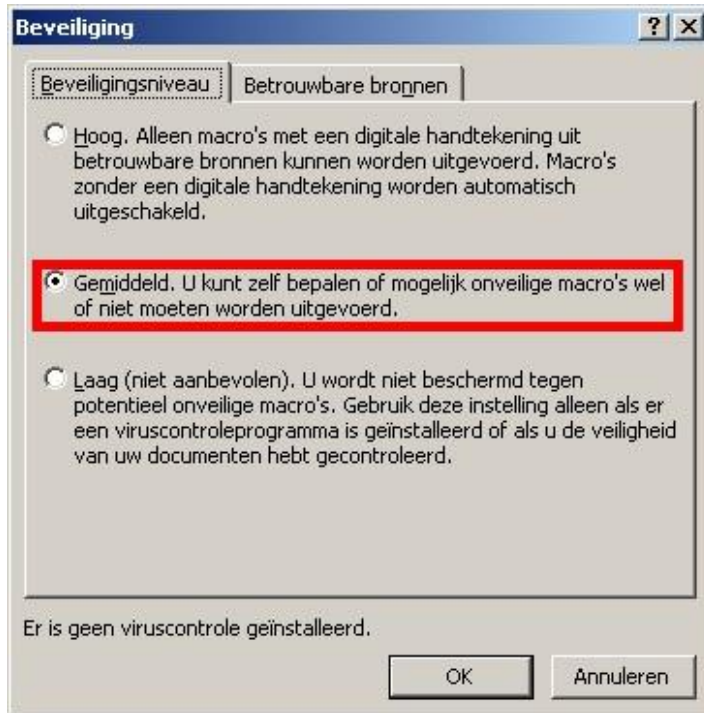 Beveiliging
Beveiligingsniveau
Betrouwbare bronnen
Hoog. Alleen macro's met een digitale handtekening uit
betrouwbare bronnen kunnen worden uitgevoerd. Macro's
zonder een digitale handtekening worden automatisch
uitgeschakeld.
Gemiddeld. U kunt zelf bepalen of mogelijk onveilige macro's wel
of niet moeten worden uitgevoerd.
Laag (niet aanbevolen). U wordt niet beschermd tegen
potentieel onveilige macro's. Gebruik deze instelling alleen als er
een viruscontroleprogramma is geïnstalleerd of als u de veiligheid
van uw documenten hebt gecontroleerd.
Er is geen viruscontrole geïnstalleerd.
OK
Annuleren